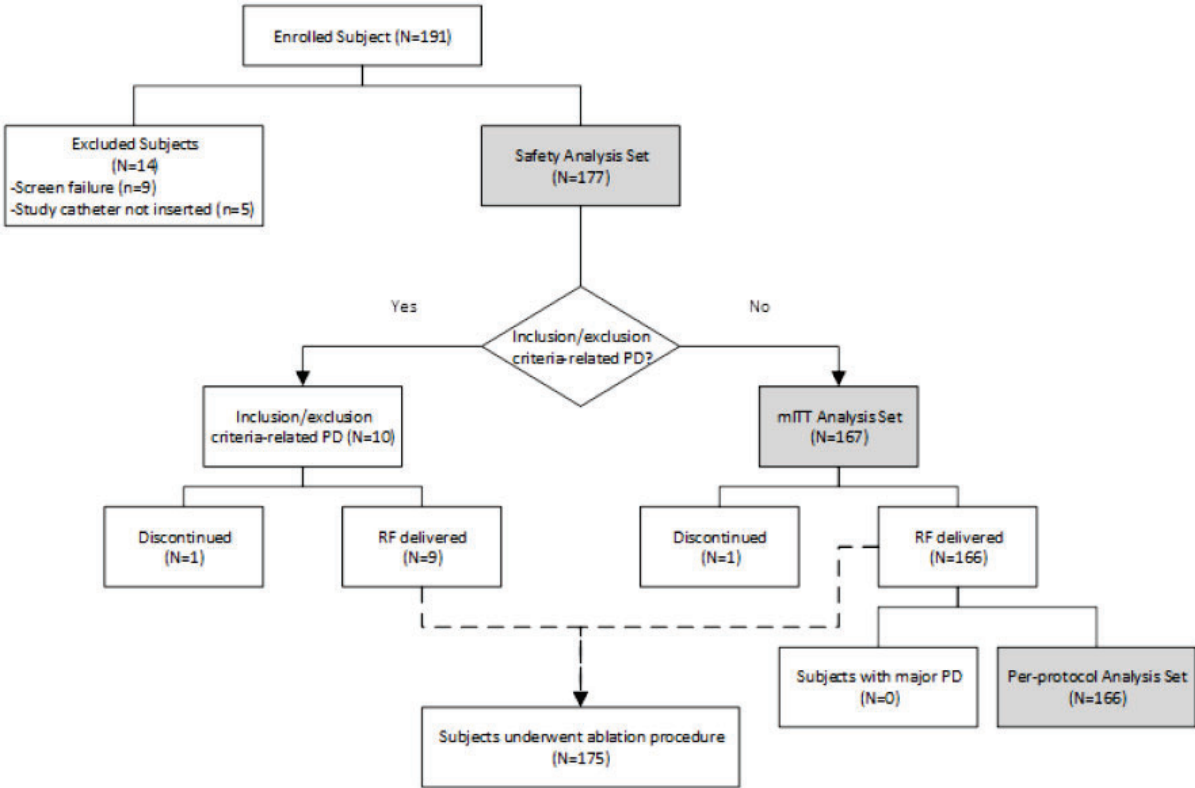 Enrolled Subject (N=191)
Excluded Subjects
(N=14)
-Screen failure (n=9)
-Study catheter not inserted (n=5)
Safety Analysis Set
(N=177)
Yes
No
Inclusion/exclusion
criteria-related PD?
Inclusion/exclusion
criteria-related PD (N=10)
mITT Analysis Set
(N=167)
Discontinued
(N=1)
RF delivered
(N=9)
Discontinued
(N=1)
RF delivered
(N=166)
Subjects with major PD
(N=0)
Per-protocol Analysis Set
(N=166)
Subjects underwent ablation procedure
(N=175)